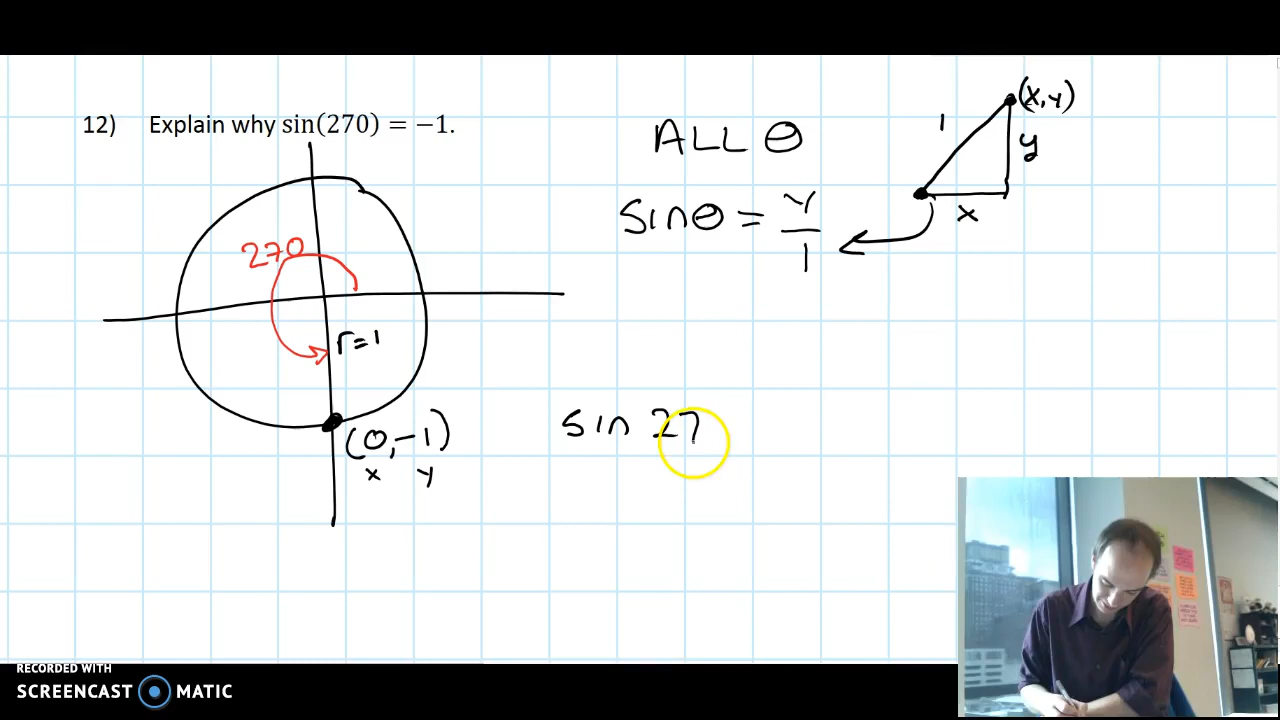 12) Explain why sin(270) = −1.
ALL θ
sinθ = y/1
1
(x,y)
y
x
270
r=1
(0,-1)
x y
sin 27
RECORDED WITH
SCREENCAST MATIC